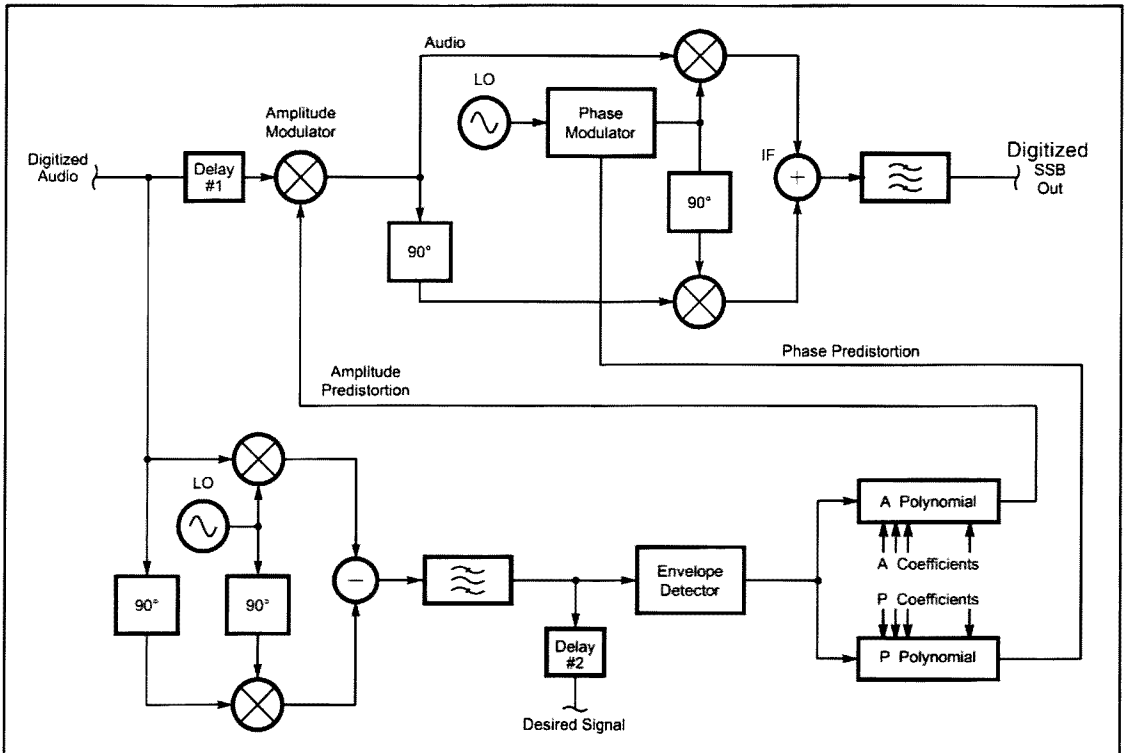 Audio
LO
Amplitude
Modulator
Phase
Modulator
Digitized
Audio
Delay
#1
IF
Digitized
SSB
Out
90°
90°
Phase Predistortion
Amplitude
Predistortion
LO
A Polynomial
A Coefficients
Envelope
Detector
90°
90°
P Coefficients
P Polynomial
Delay
#2
Desired Signal